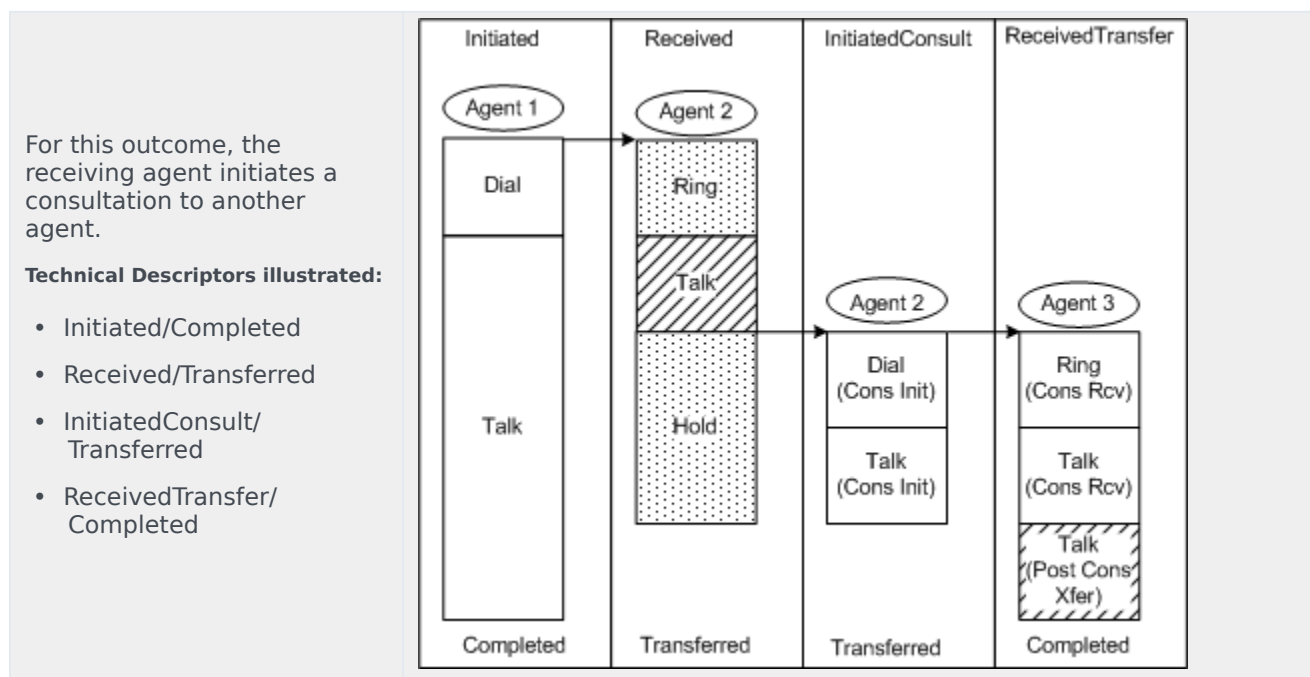 For this outcome, the
receiving agent initiates a
consultation to another
agent.
Technical Descriptors illustrated:
• Initiated/Completed
• Received/Transferred
• InitiatedConsult/
Transferred
• ReceivedTransfer/
Completed
Initiated
Received
InitiatedConsult
ReceivedTransfer
Agent 1
Agent 2
Dial
Ring
Talk
Agent 2
Agent 3
Dial
(Cons Init)
Ring
(Cons Rcv)
Talk
Hold
Talk
(Cons Init)
Talk
(Cons Rcv)
Talk
(Post Cons
Xfer)
Completed
Transferred
Transferred
Completed